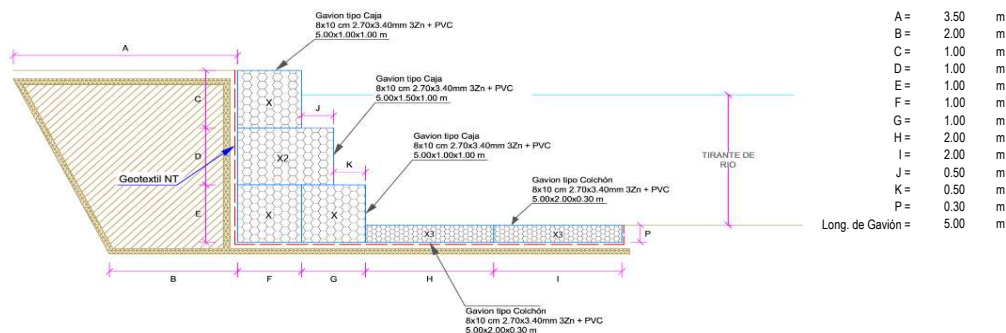 Gavion tipo Caja
8x10 cm 2.70x3.40mm 3Zn + PVC
5.00x1.00x1.00 m
A
Gavion tipo Caja
8x10 cm 2.70x3.40mm 3Zn + PVC
5.00x1.50x1.00 m
C
X
J
Gavion tipo Caja
8x10 cm 2.70x3.40mm 3Zn + PVC
5.00x1.00x1.00 m
D
X2
K
TIRANTE DE
RIO
Geotextil NT
Gavion tipo Colchón
8x10 cm 2.70x3.40mm 3Zn + PVC
5.00x2.00x0.30 m
E
X
X
X3
X3
P
B
F
G
H
I
Gavion tipo Colchón
8x10 cm 2.70x3.40mm 3Zn + PVC
5.00x2.00x0.30 m
A = 3.50 m
B = 2.00 m
C = 1.00 m
D = 1.00 m
E = 1.00 m
F = 1.00 m
G = 1.00 m
H = 2.00 m
I = 2.00 m
J = 0.50 m
K = 0.50 m
P = 0.30 m
Long. de Gavión = 5.00 m